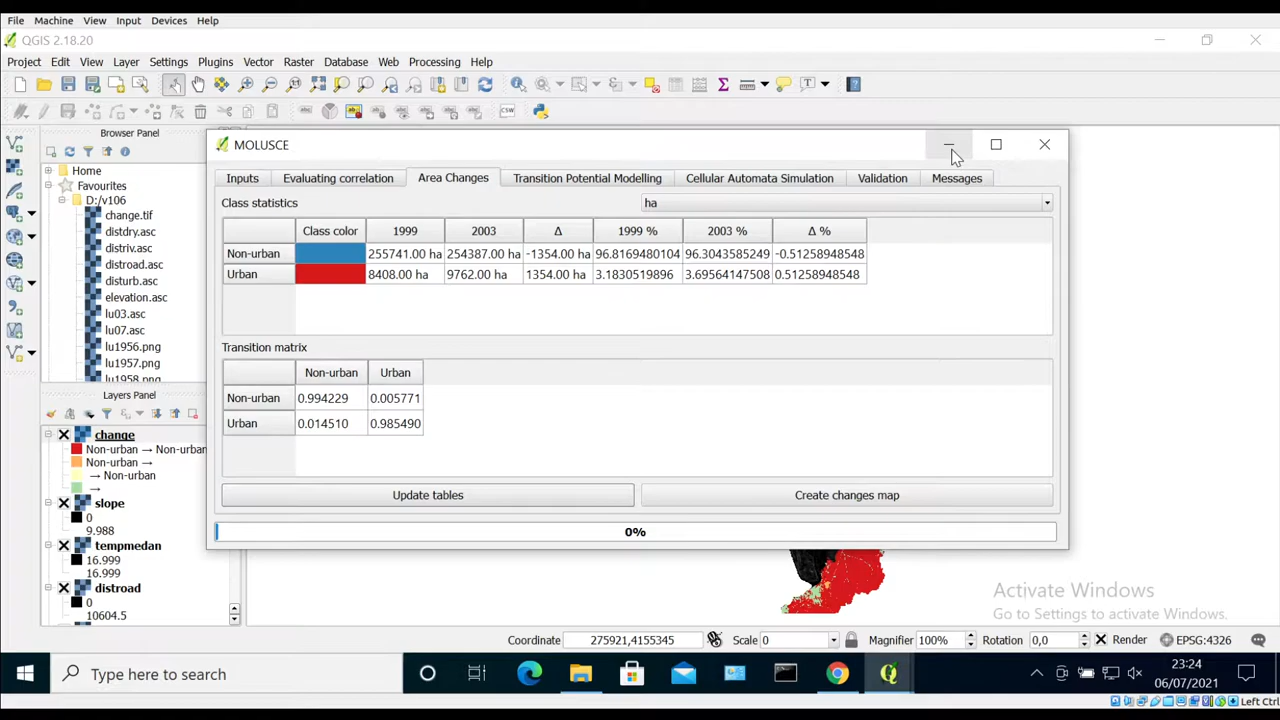 File Machine View Input Devices Help
QGIS 2.18.20
Project Edit View Layer Settings Plugins Vector Raster Database Web Processing Help
Browser Panel
Home
Favourites
D:/v106
change.tif
distdry.asc
distriv.asc
distroad.asc
disturb.asc
elevation.asc
lu03.asc
lu07.asc
lu1956.png
lu1957.png
lu1958.png
Layers Panel
change
Non-urban → Non-urban
Non-urban →
→ Non-urban
→
slope
0
9.988
tempmedan
16.999
16.999
distroad
0
10604.5
MOLUSCE
Inputs Evaluating correlation Area Changes Transition Potential Modelling Cellular Automata Simulation Validation Messages
Class statistics ha
Class color 1999 2003 Δ 1999 % 2003 % Δ %
Non-urban 255741.00 ha 254387.00 ha -1354.00 ha 96.8169480104 96.3043585249 -0.51258948548
Urban 8408.00 ha 9762.00 ha 1354.00 ha 3.1830519896 3.69564147508 0.51258948548
Transition matrix
Non-urban Urban
Non-urban 0.994229 0.005771
Urban 0.014510 0.985490
Update tables Create changes map
0%
Activate Windows
Go to Settings to activate Windows.
Coordinate 275921,4155345 Scale 0 Magnifier 100% Rotation 0,0 Render EPSG:4326
Type here to search
23:24
06/07/2021
Left Ctrl